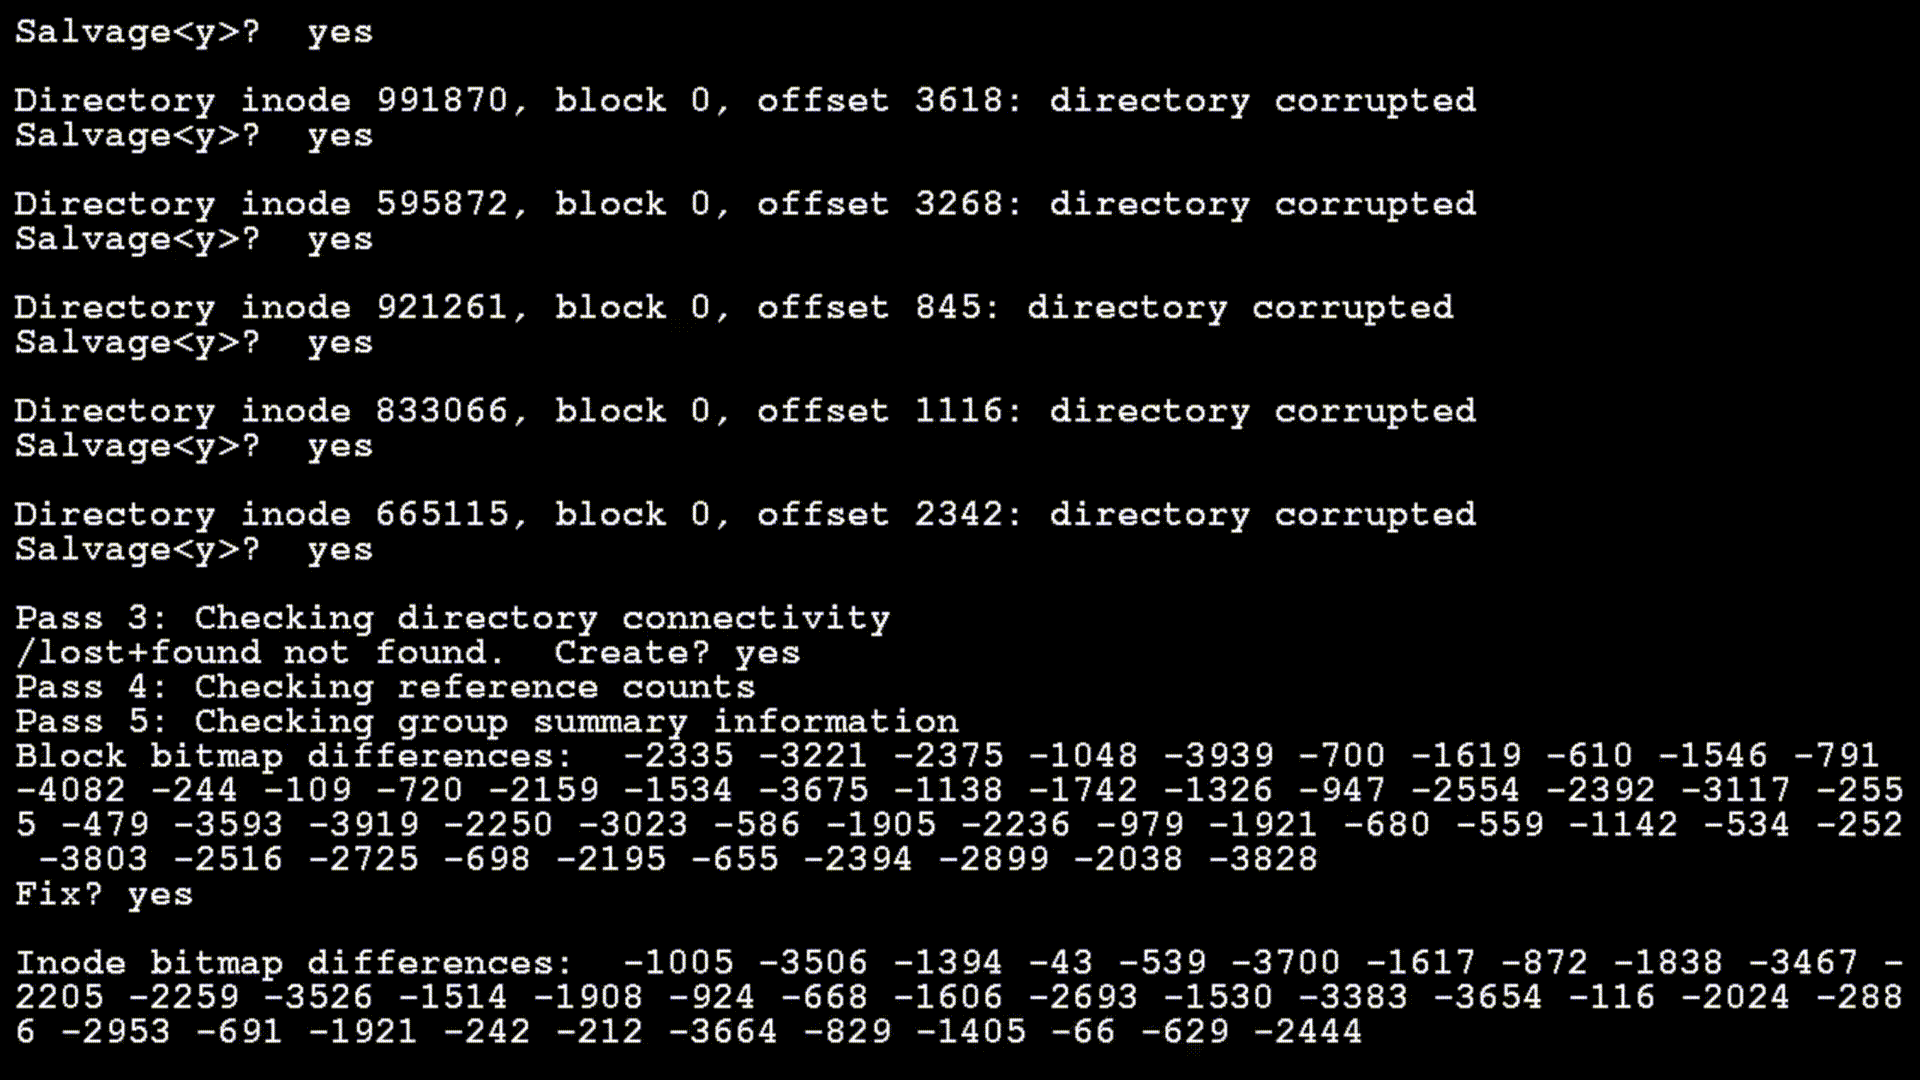 Salvage<y>?  yes
Directory inode 991870, block 0, offset 3618: directory corrupted
Salvage<y>?  yes
Directory inode 595872, block 0, offset 3268: directory corrupted
Salvage<y>?  yes
Directory inode 921261, block 0, offset 845: directory corrupted
Salvage<y>?  yes
Directory inode 833066, block 0, offset 1116: directory corrupted
Salvage<y>?  yes
Directory inode 665115, block 0, offset 2342: directory corrupted
Salvage<y>?  yes
Pass 3: Checking directory connectivity
/lost+found not found.  Create? yes
Pass 4: Checking reference counts
Pass 5: Checking group summary information
Block bitmap differences:  -2335 -3221 -2375 -1048 -3939 -700 -1619 -610 -1546 -791
-4082 -244 -109 -720 -2159 -1534 -3675 -1138 -1742 -1326 -947 -2554 -2392 -3117 -255
5 -479 -3593 -3919 -2250 -3023 -586 -1905 -2236 -979 -1921 -680 -559 -1142 -534 -252
 -3803 -2516 -2725 -698 -2195 -655 -2394 -2899 -2038 -3828
Fix? yes
Inode bitmap differences:  -1005 -3506 -1394 -43 -539 -3700 -1617 -872 -1838 -3467 -
2205 -2259 -3526 -1514 -1908 -924 -668 -1606 -2693 -1530 -3383 -3654 -116 -2024 -288
6 -2953 -691 -1921 -242 -212 -3664 -829 -1405 -66 -629 -2444